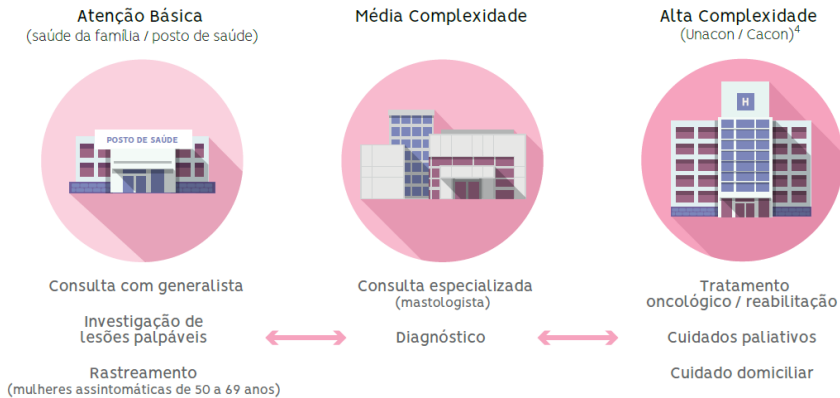 Atenção Básica
(saúde da família / posto de saúde)
POSTO DE SAÚDE
Consulta com generalista
Investigação de
lesões palpáveis
Rastreamento
(mulheres assintomáticas de 50 a 69 anos)
Média Complexidade
Consulta especializada
(mastologista)
Diagnóstico
Alta Complexidade
(Unacon / Cacon)⁴
H
Tratamento
oncológico / reabilitação
Cuidados paliativos
Cuidado domiciliar